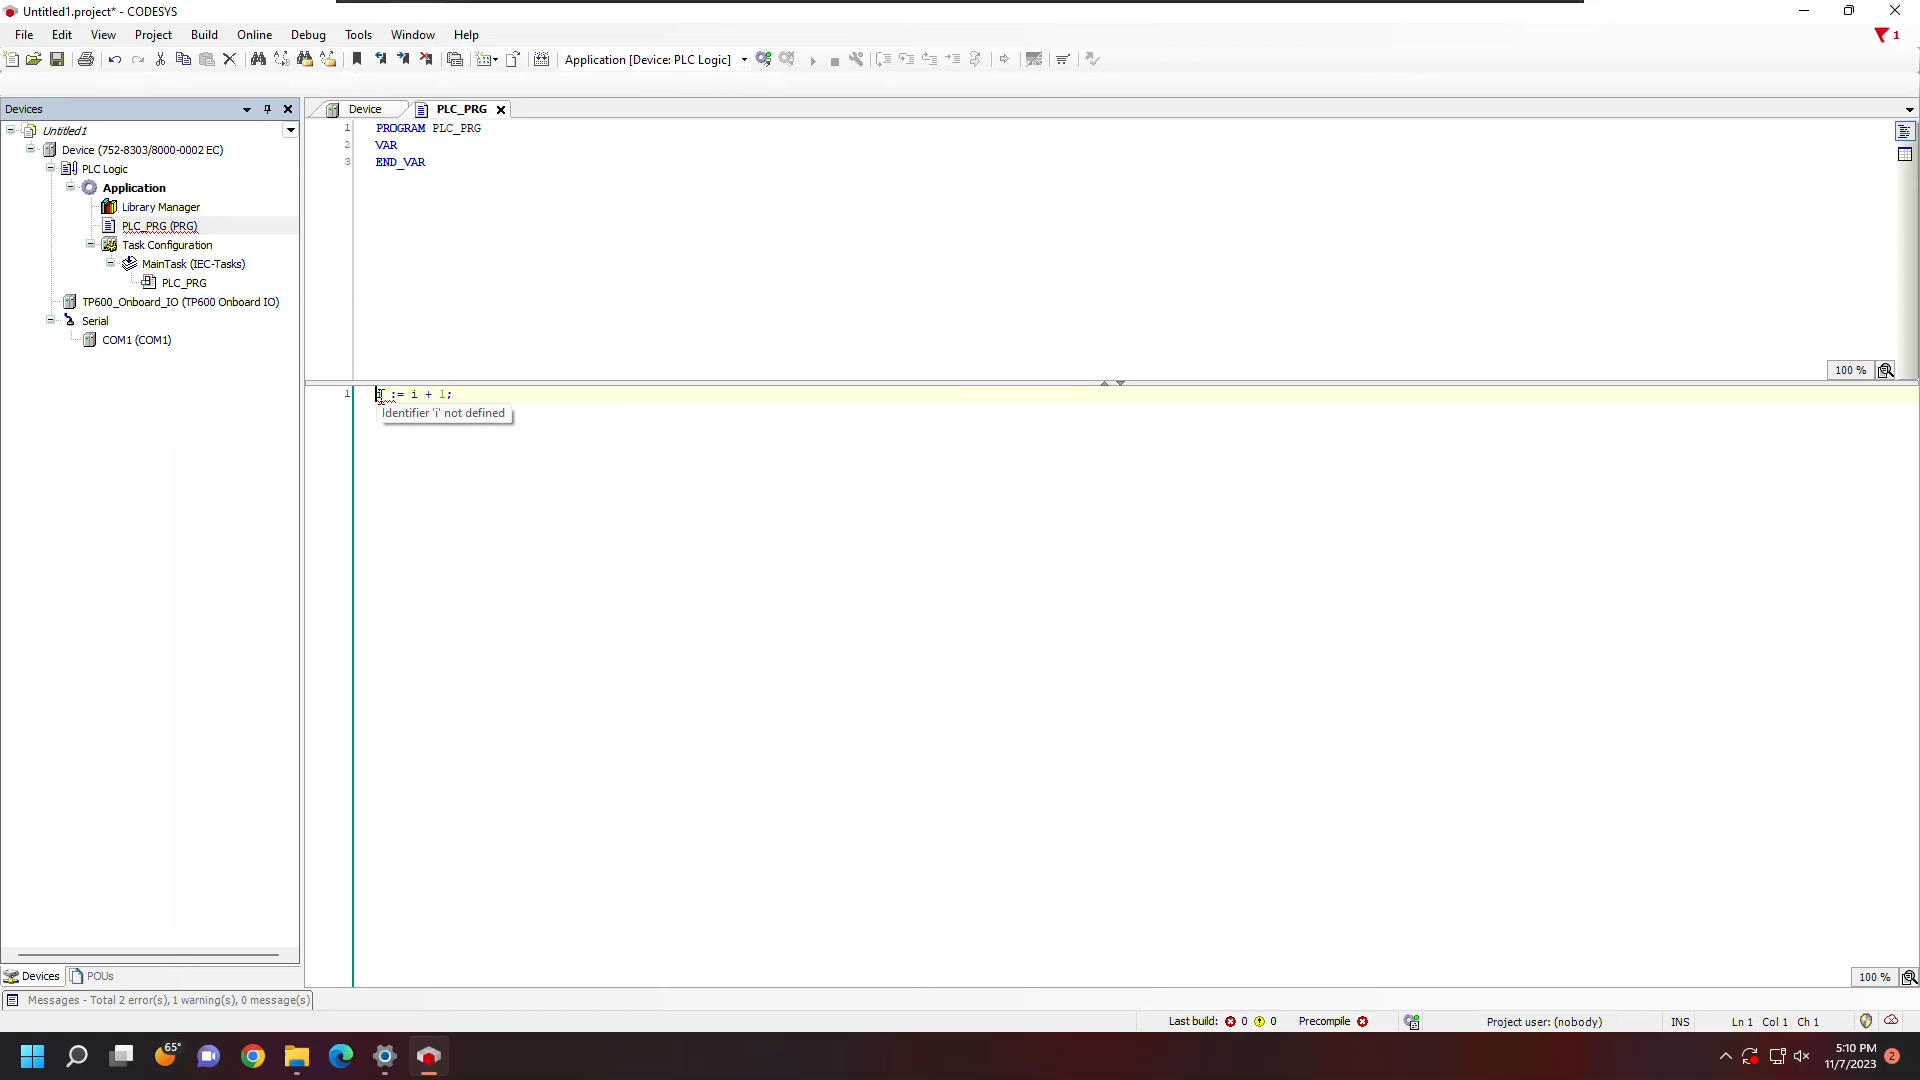 Untitled1.project* - CODESYS
File Edit View Project Build Online Debug Tools Window Help
1
Application [Device: PLC Logic]
Devices
Device PLC_PRG
Untitled1
Device (752-8303/8000-0002 EC)
PLC Logic
Application
Library Manager
PLC_PRG (PRG)
Task Configuration
MainTask (IEC-Tasks)
PLC_PRG
TP600_Onboard_IO (TP600 Onboard IO)
Serial
COM1 (COM1)
1 PROGRAM PLC_PRG
2 VAR
3 END_VAR
100 %
1 i := i + 1;
Identifier 'i' not defined
100 %
Devices POUs
Messages - Total 2 error(s), 1 warning(s), 0 message(s)
Last build: 0 0 Precompile Project user: (nobody) INS Ln 1 Col 1 Ch 1
65°
5:10 PM
11/7/2023
2